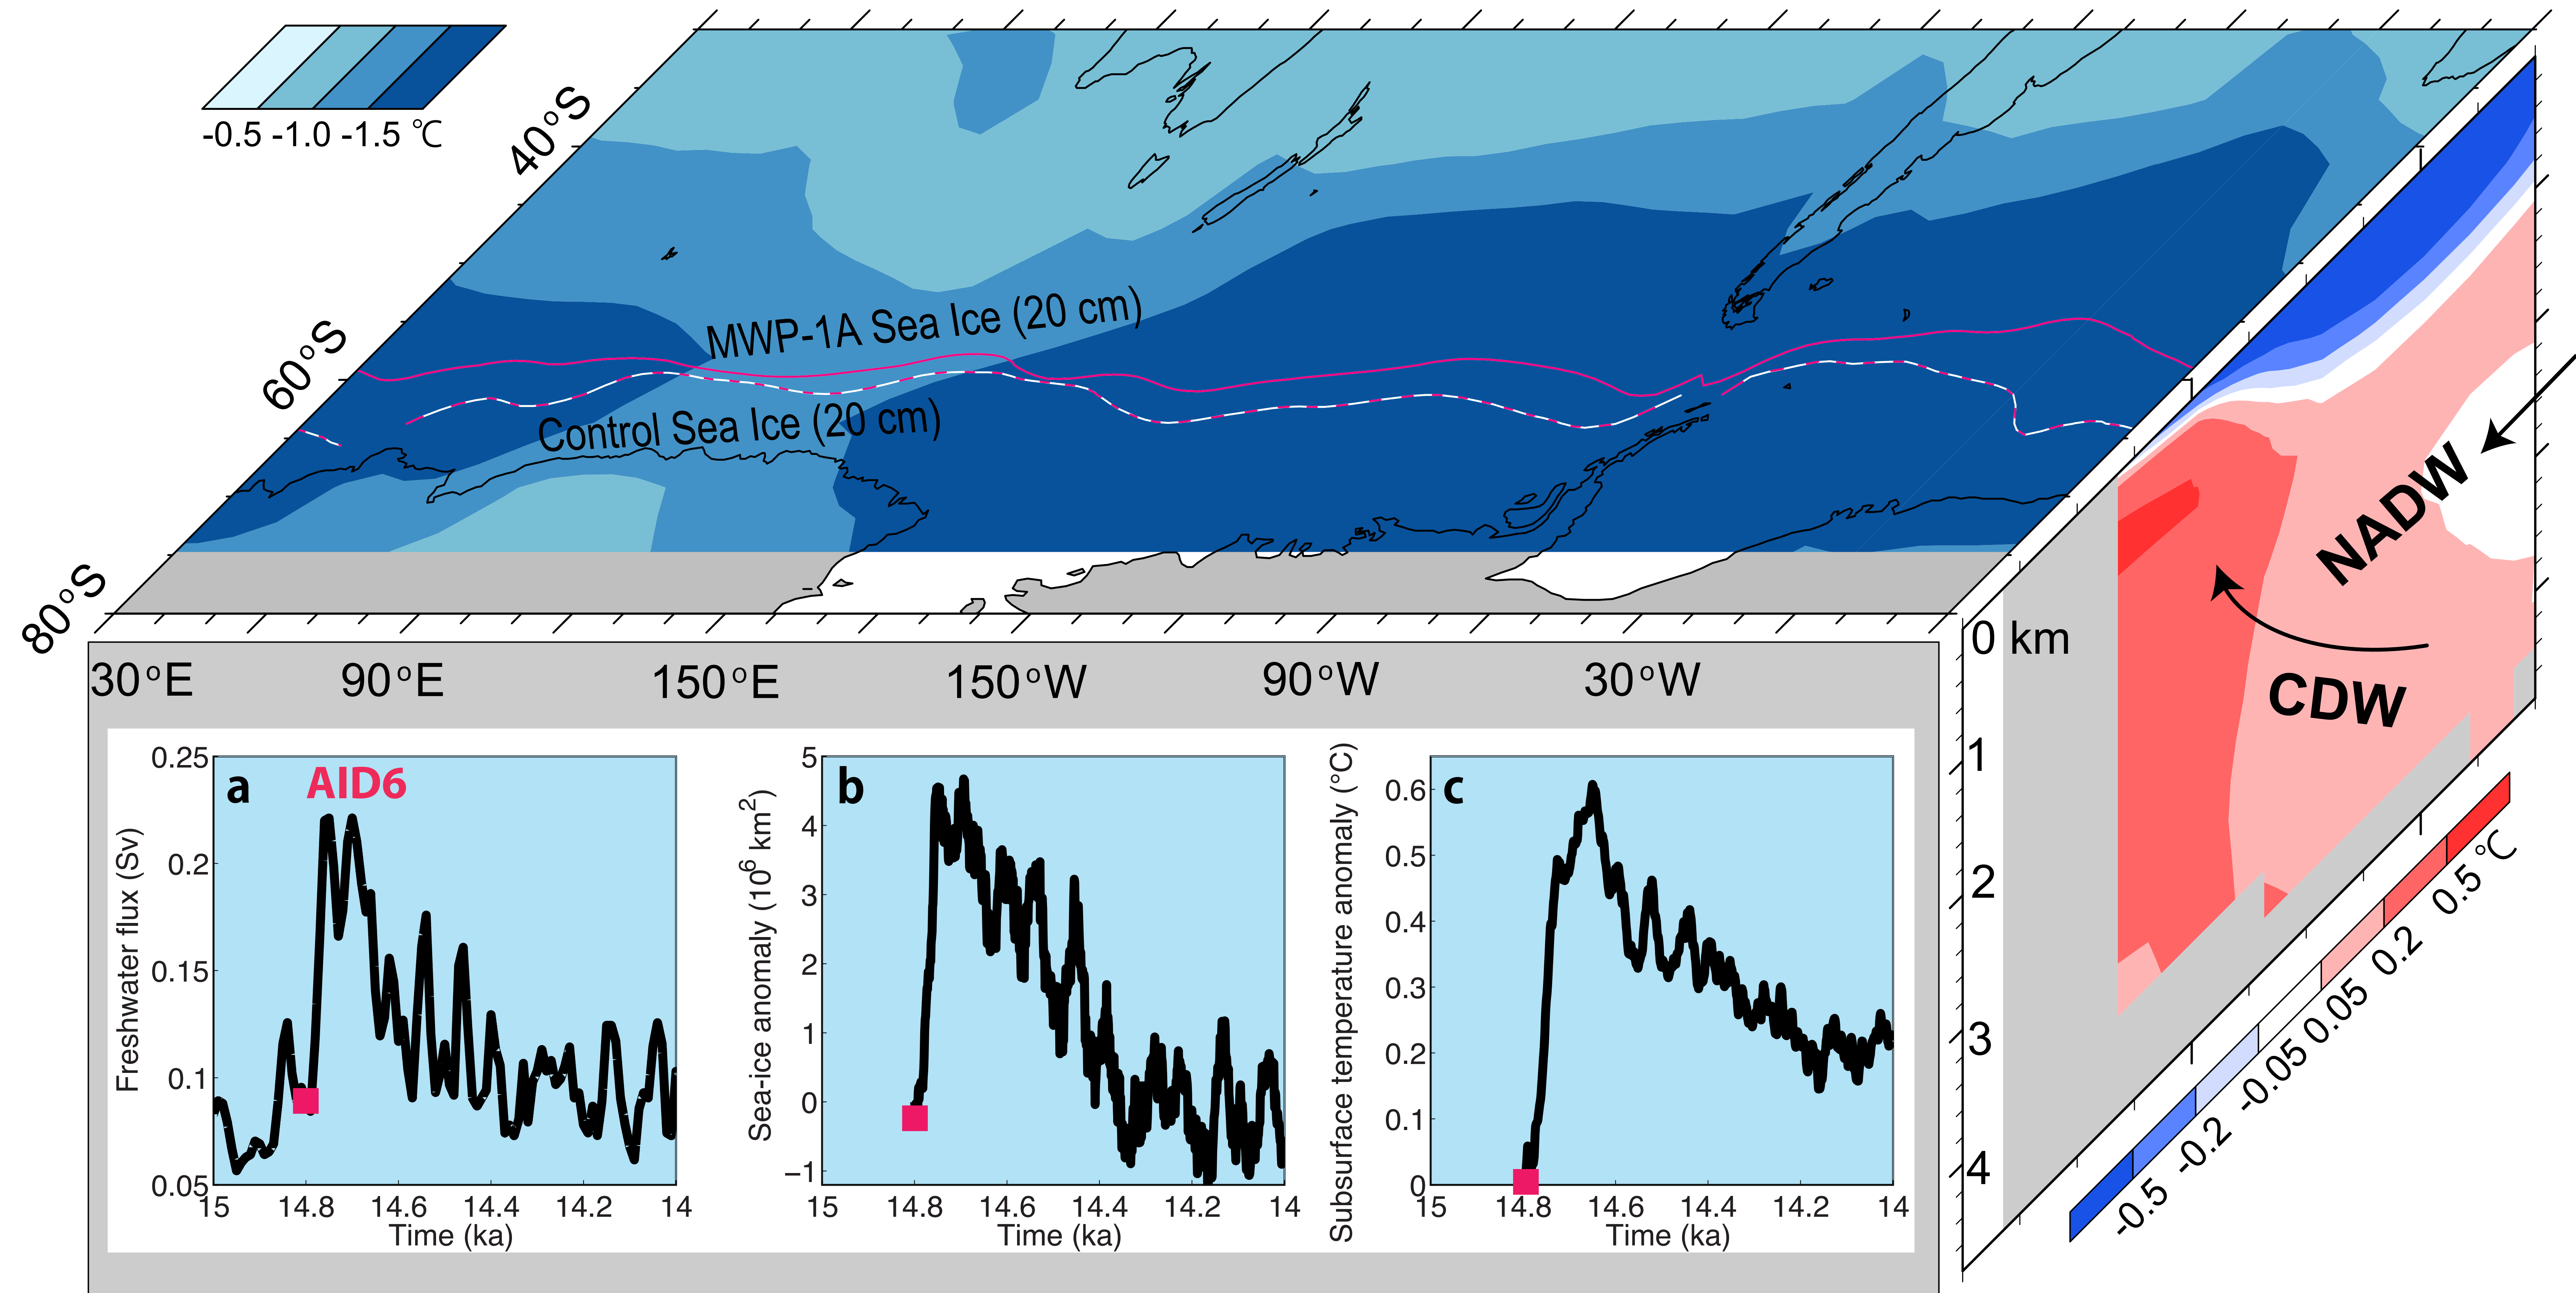 -0.5 -1.0 -1.5 ℃
40°S
60°S
80°S
MWP-1A Sea Ice (20 cm)
Control Sea Ice (20 cm)
30°E 90°E 150°E 150°W 90°W 30°W
NADW
CDW
0 km
1
2
3
4
-0.5 -0.2 -0.05 0.05 0.2 0.5 ℃
a
AID6
Freshwater flux (Sv)
0.25
0.2
0.15
0.1
0.05
15 14.8 14.6 14.4 14.2 14
Time (ka)
b
Sea-ice anomaly (10⁶ km²)
5
4
3
2
1
0
−1
15 14.8 14.6 14.4 14.2 14
Time (ka)
c
Subsurface temperature anomaly (°C)
0.6
0.5
0.4
0.3
0.2
0.1
0
15 14.8 14.6 14.4 14.2 14
Time (ka)